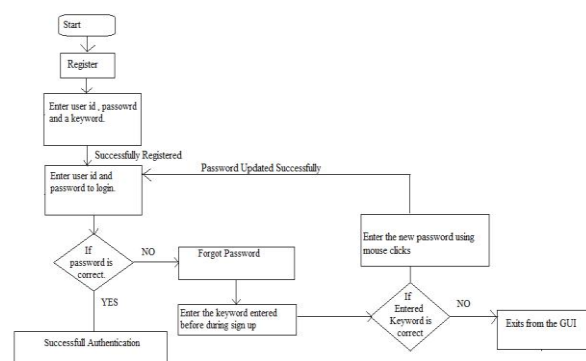 Start
Register
Enter user id , passowrd
and a keyword.
Successfully Registered
Password Updated Successfully
Enter user id and
password to login.
If
password is
correct.
NO
Forgot Password
Enter the new password using
mouse clicks
YES
Enter the keyword entered
before during sign up
If
Entered
Keyword is
correct
NO
Exits from the GUI
Successfull Authentication